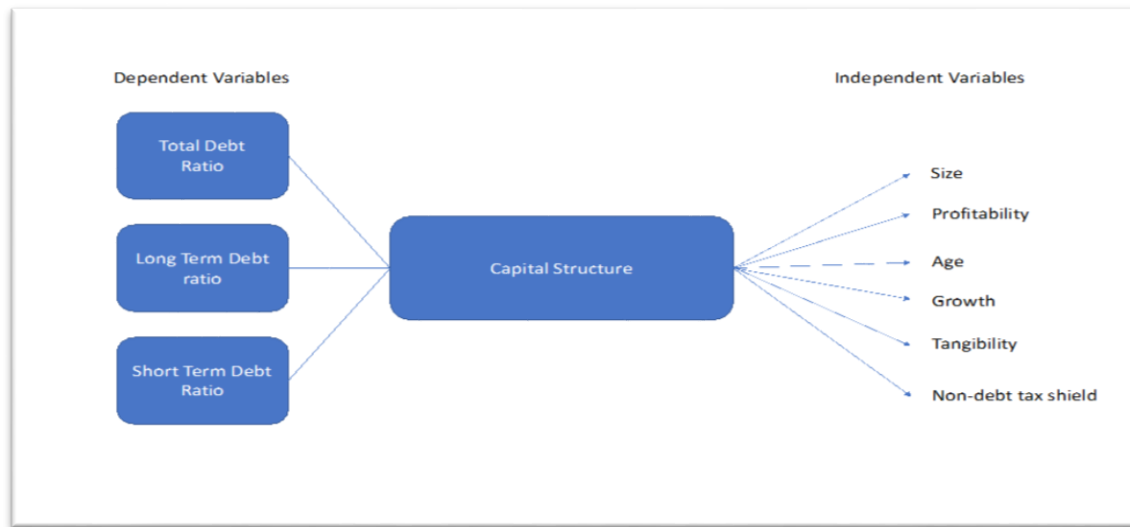 Dependent Variables
Independent Variables
Total Debt
Ratio
Long Term Debt
ratio
Short Term Debt
Ratio
Capital Structure
Size
Profitability
Age
Growth
Tangibility
Non-debt tax shield